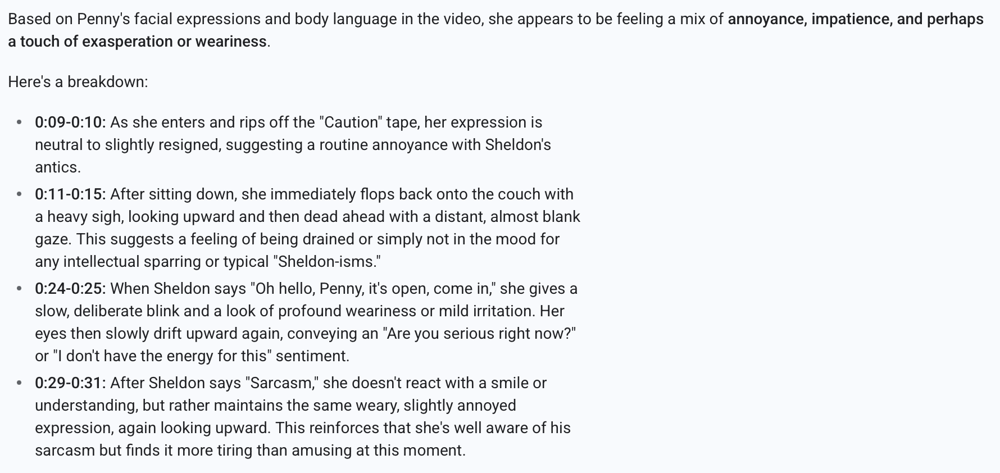 Based on Penny's facial expressions and body language in the video, she appears to be feeling a mix of annoyance, impatience, and perhaps
a touch of exasperation or weariness.
Here's a breakdown:
• 0:09-0:10: As she enters and rips off the "Caution" tape, her expression is
neutral to slightly resigned, suggesting a routine annoyance with Sheldon's
antics.
• 0:11-0:15: After sitting down, she immediately flops back onto the couch with
a heavy sigh, looking upward and then dead ahead with a distant, almost blank
gaze. This suggests a feeling of being drained or simply not in the mood for
any intellectual sparring or typical "Sheldon-isms."
• 0:24-0:25: When Sheldon says "Oh hello, Penny, it's open, come in," she gives a
slow, deliberate blink and a look of profound weariness or mild irritation. Her
eyes then slowly drift upward again, conveying an "Are you serious right now?"
or "I don't have the energy for this" sentiment.
• 0:29-0:31: After Sheldon says "Sarcasm," she doesn't react with a smile or
understanding, but rather maintains the same weary, slightly annoyed
expression, again looking upward. This reinforces that she's well aware of his
sarcasm but finds it more tiring than amusing at this moment.